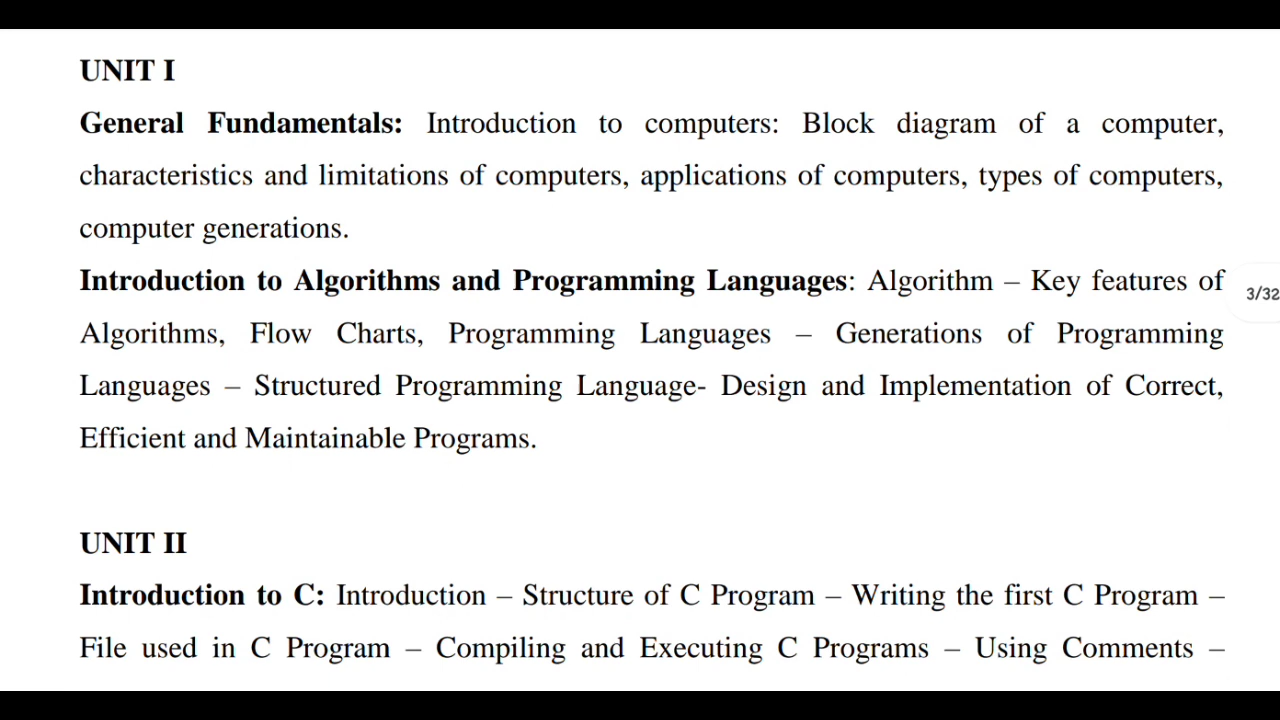 UNIT I
General Fundamentals: Introduction to computers: Block diagram of a computer,
characteristics and limitations of computers, applications of computers, types of computers,
computer generations.
Introduction to Algorithms and Programming Languages: Algorithm – Key features of
Algorithms, Flow Charts, Programming Languages – Generations of Programming
Languages – Structured Programming Language- Design and Implementation of Correct,
Efficient and Maintainable Programs.
UNIT II
Introduction to C: Introduction – Structure of C Program – Writing the first C Program –
File used in C Program – Compiling and Executing C Programs – Using Comments –
3/32